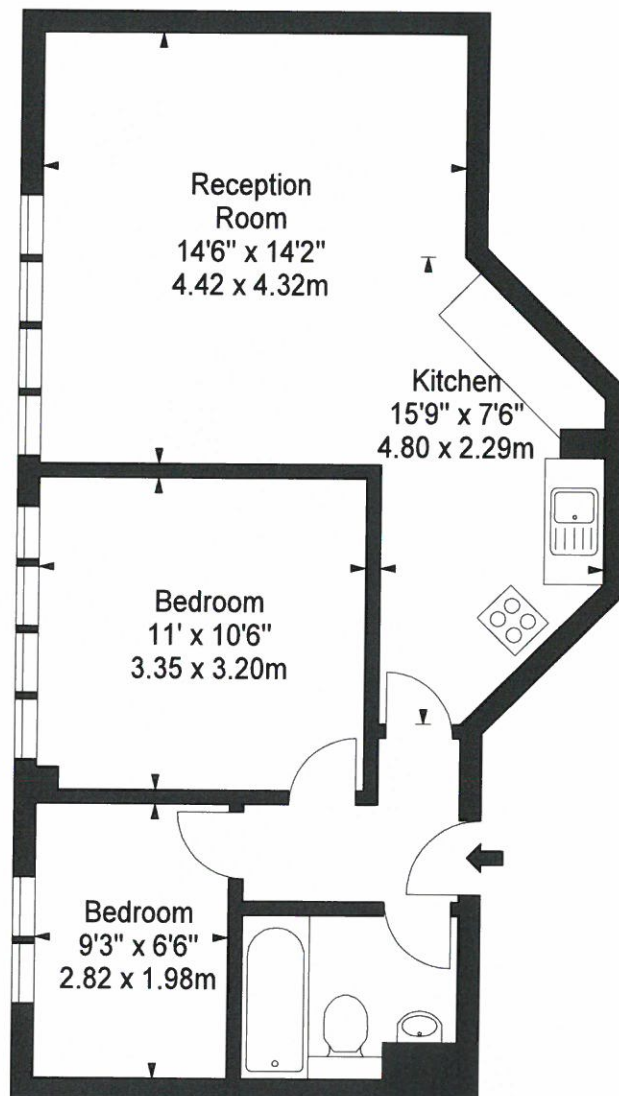 Reception
Room
14'6" x 14'2"
4.42 x 4.32m
Kitchen
15'9" x 7'6"
4.80 x 2.29m
Bedroom
11' x 10'6"
3.35 x 3.20m
Bedroom
9'3" x 6'6"
2.82 x 1.98m